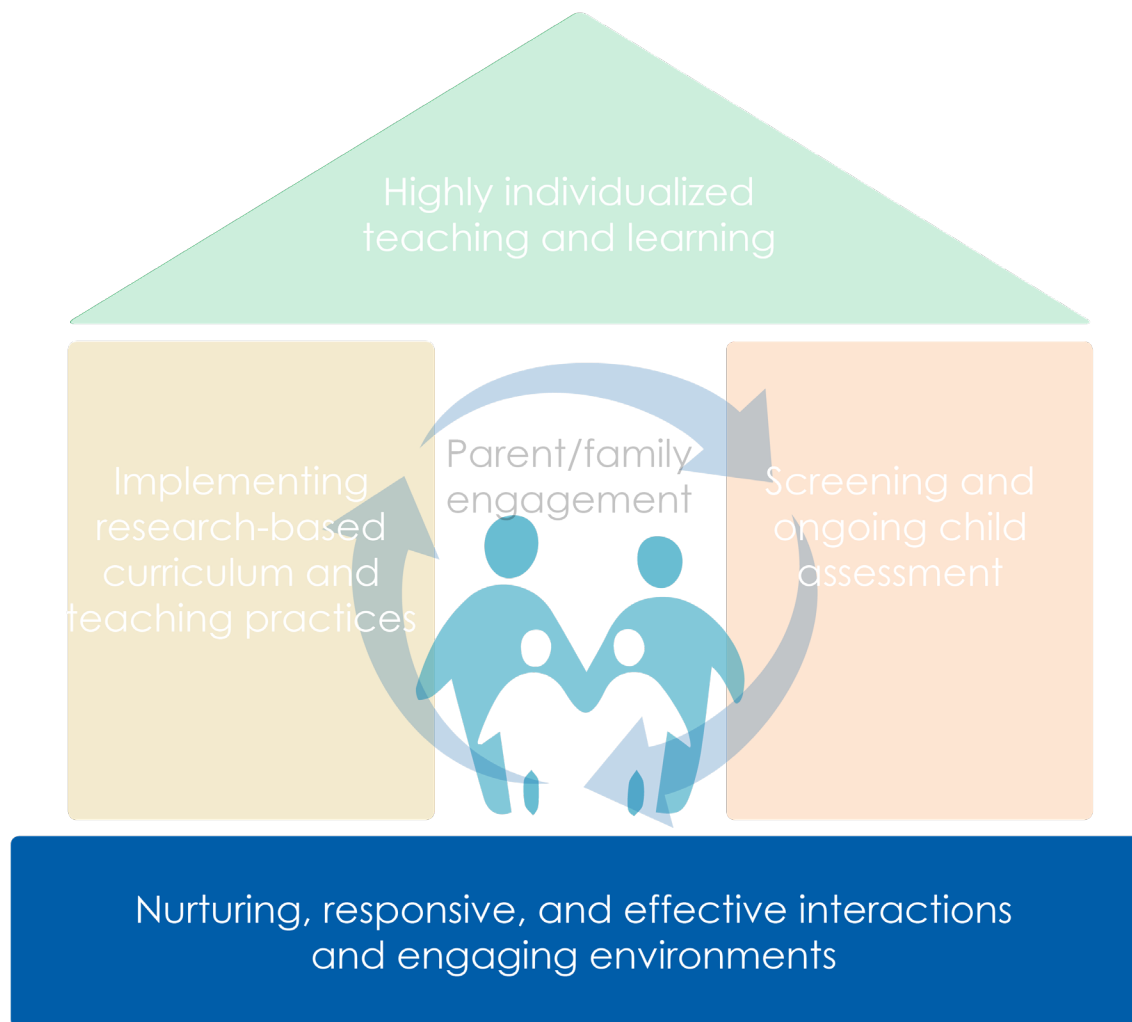 Highly individualized
teaching and learning
Implementing
research-based
curriculum and
teaching practices
Parent/family
engagement
Screening and
ongoing child
assessment
Nurturing, responsive, and effective interactions
and engaging environments